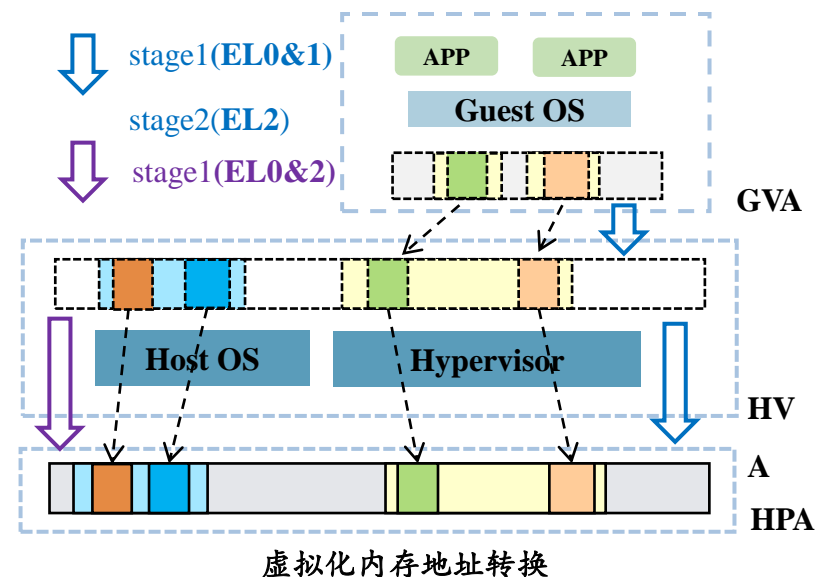 stage1(EL0&1)
stage2(EL2)
stage1(EL0&2)
APP
APP
Guest OS
GVA
Host OS
Hypervisor
HV
A
HPA
虚拟化内存地址转换